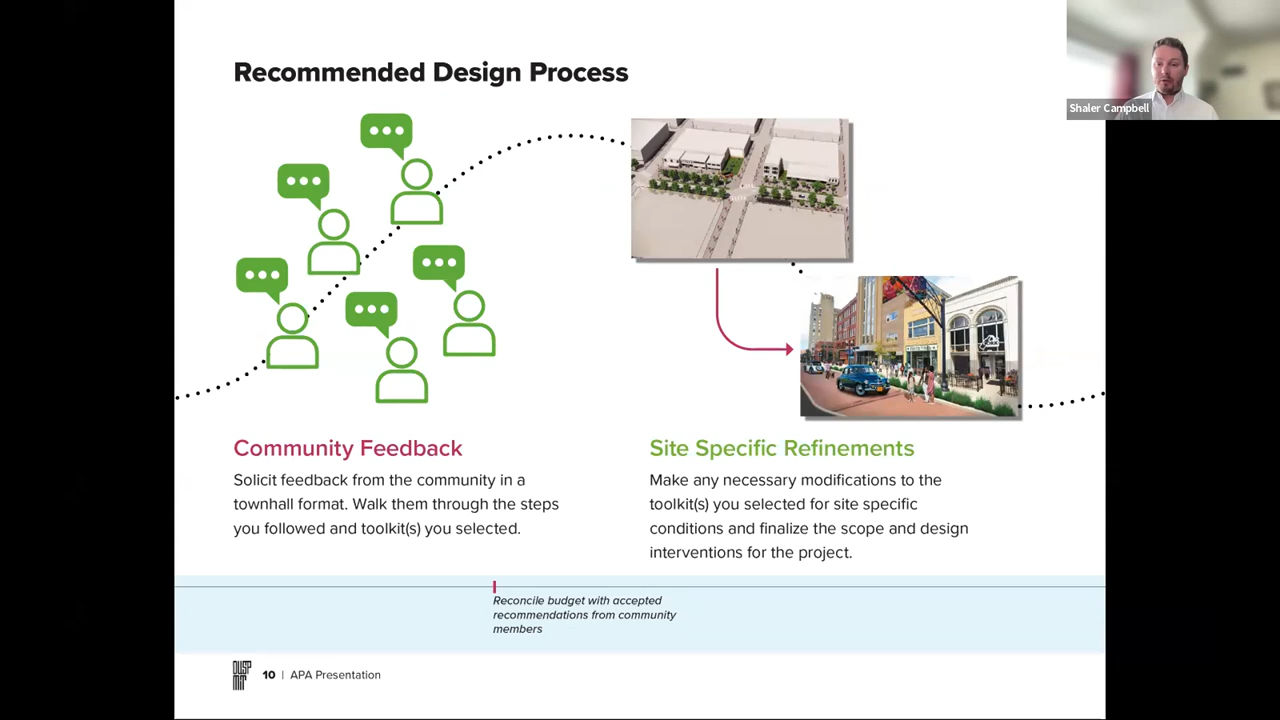 Recommended Design Process
Shaler Campbell
Community Feedback
Solicit feedback from the community in a
townhall format. Walk them through the steps
you followed and toolkit(s) you selected.
Site Specific Refinements
Make any necessary modifications to the
toolkit(s) you selected for site specific
conditions and finalize the scope and design
interventions for the project.
Reconcile budget with accepted
recommendations from community
members
DUSP
MIT
10 | APA Presentation